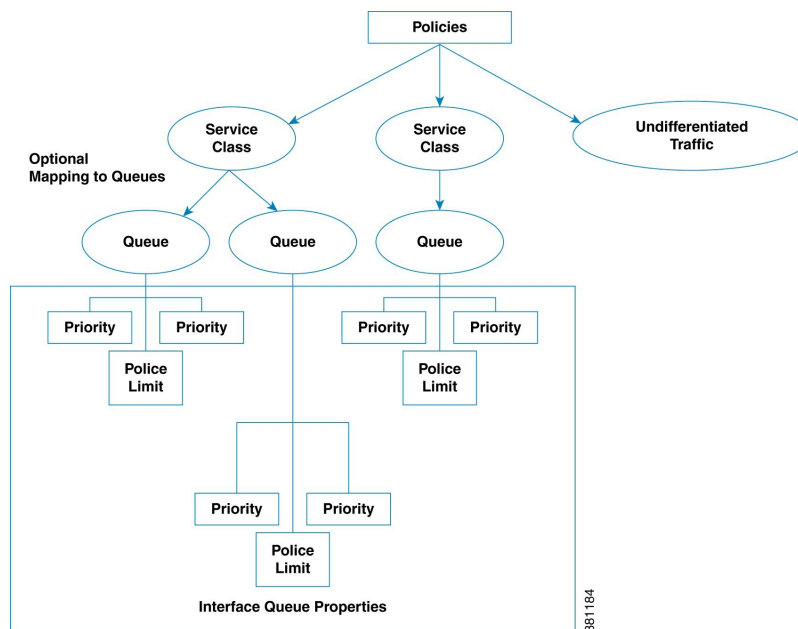 Policies
Service
Class
Service
Class
Undifferentiated
Traffic
Optional
Mapping to Queues
Queue
Queue
Queue
Priority
Priority
Priority
Priority
Police
Limit
Police
Limit
Priority
Priority
Police
Limit
Interface Queue Properties
381184